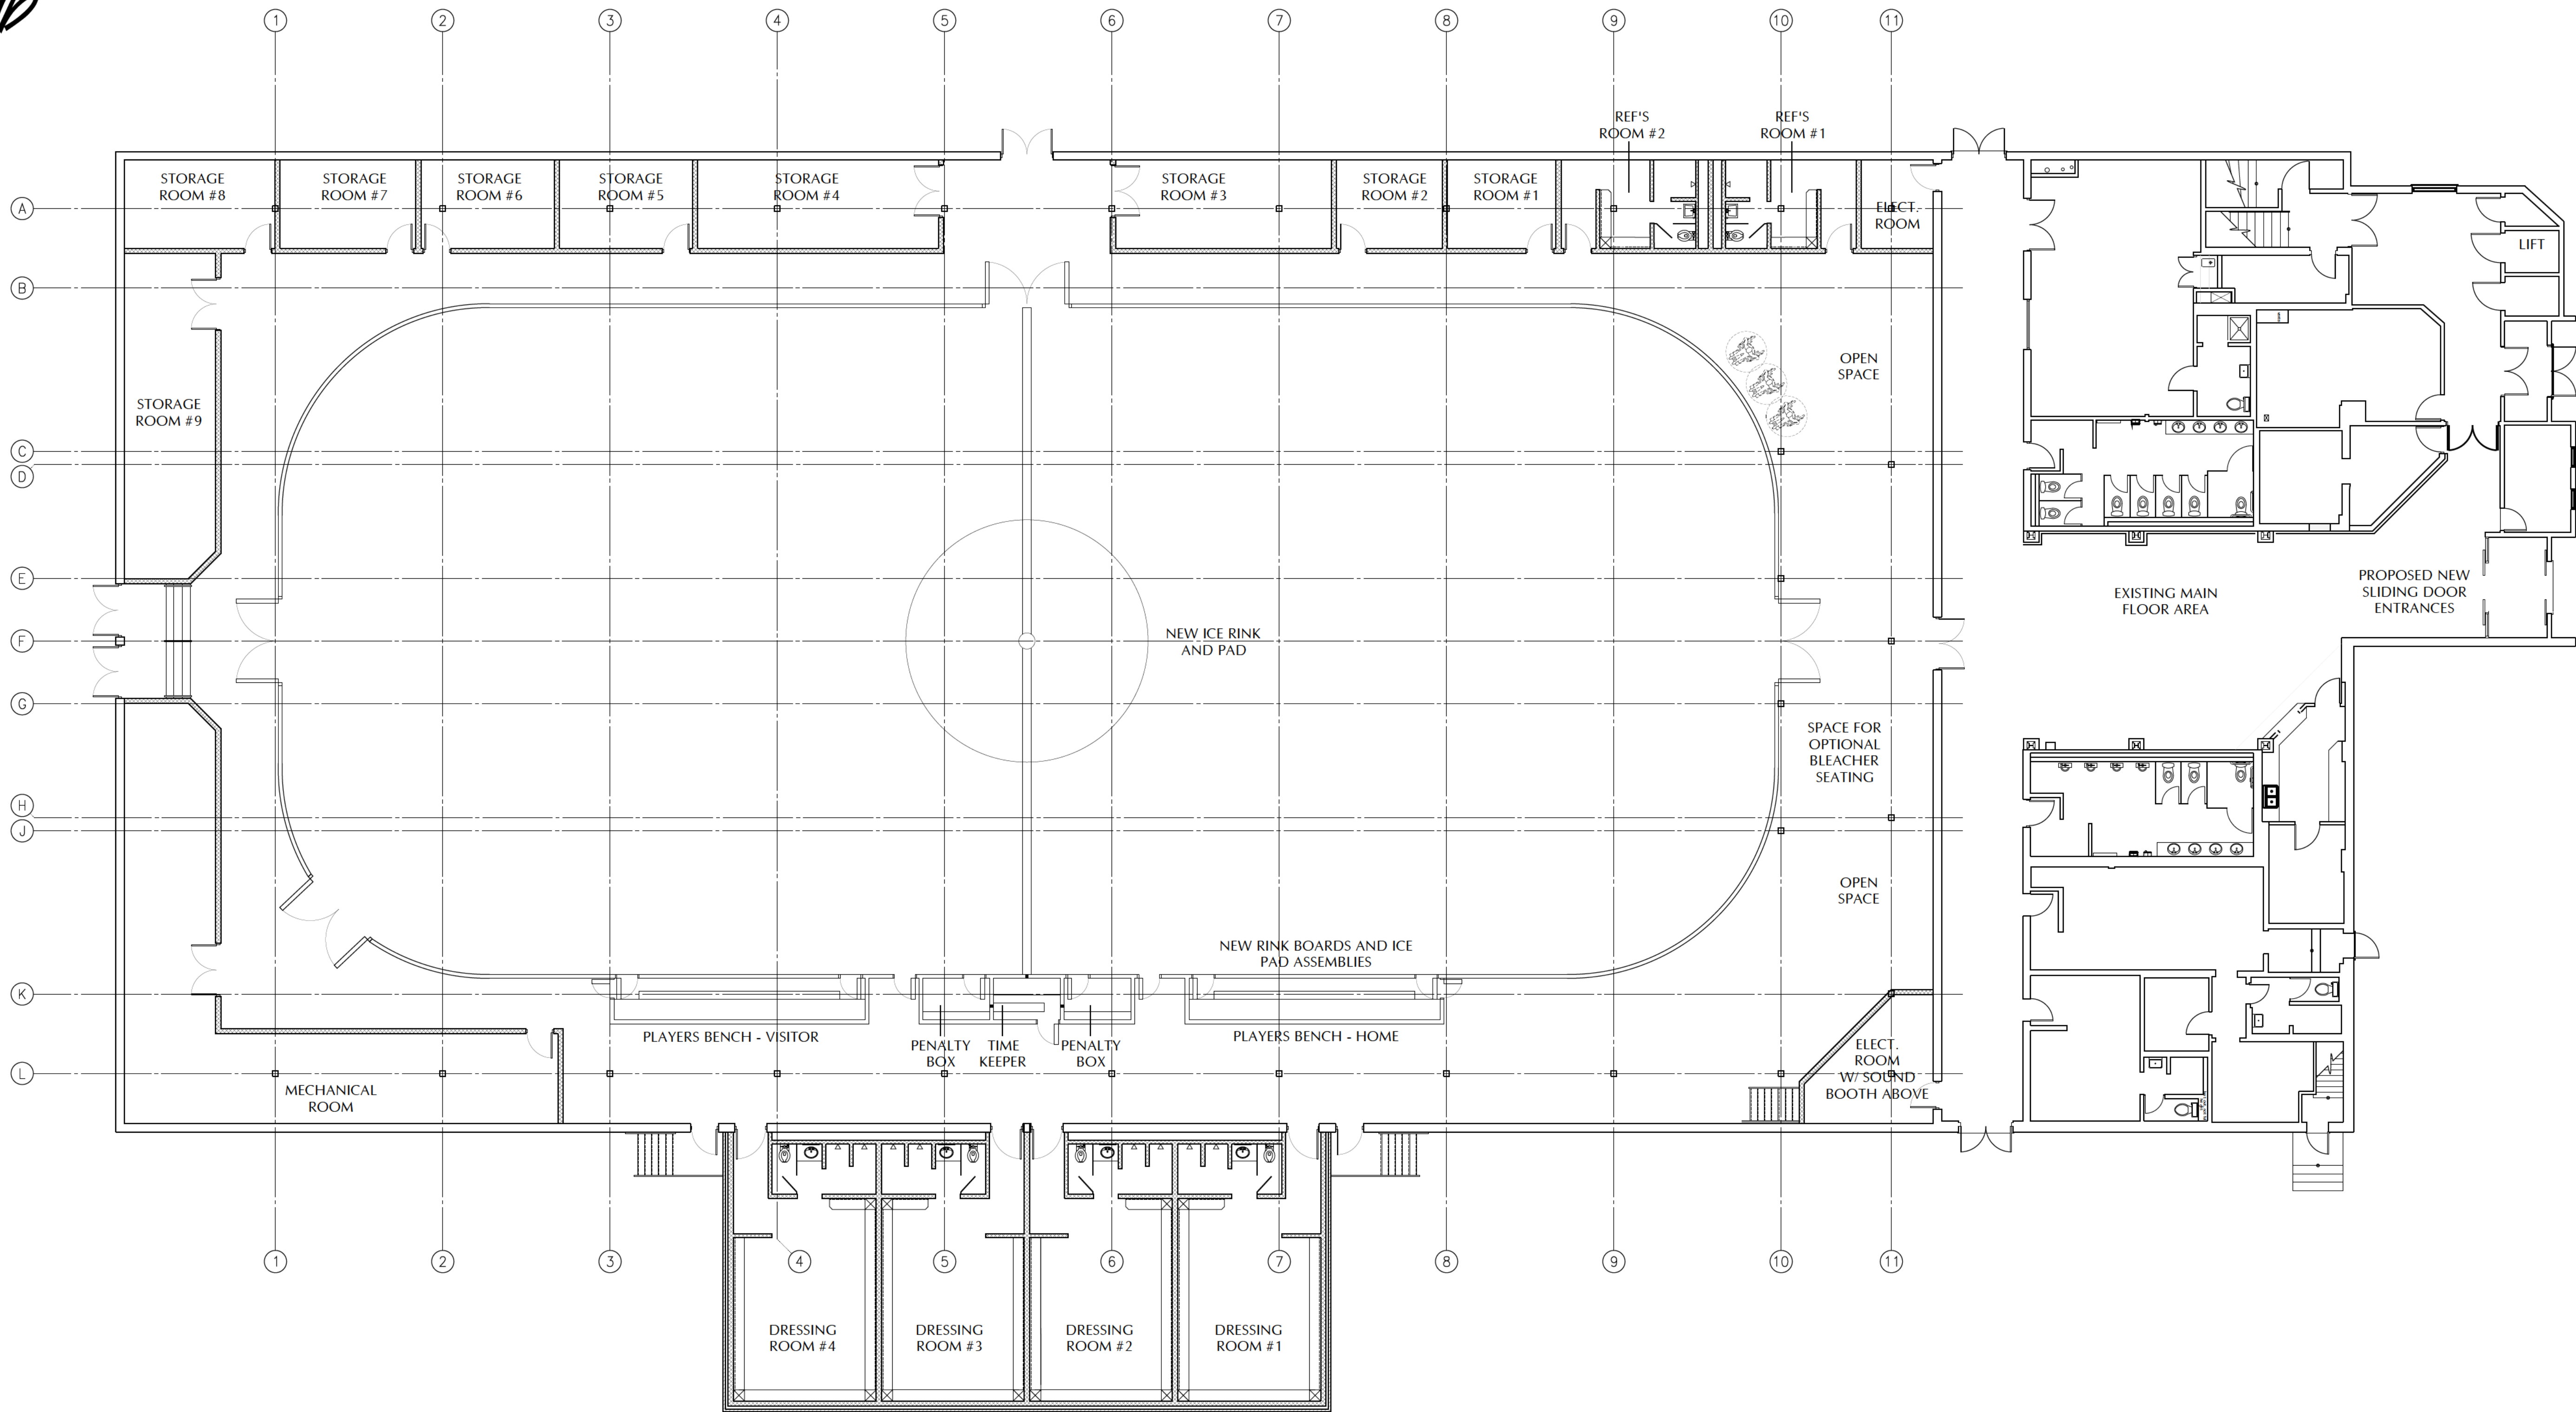 1
2
3
4
5
6
7
8
9
10
11
REF'S
ROOM #2
REF'S
ROOM #1
A
STORAGE
ROOM #8
STORAGE
ROOM #7
STORAGE
ROOM #6
STORAGE
ROOM #5
STORAGE
ROOM #4
STORAGE
ROOM #3
STORAGE
ROOM #2
STORAGE
ROOM #1
ELECT.
ROOM
LIFT
B
OPEN
SPACE
STORAGE
ROOM #9
C
D
E
F
G
NEW ICE RINK
AND PAD
EXISTING MAIN
FLOOR AREA
PROPOSED NEW
SLIDING DOOR
ENTRANCES
SPACE FOR
OPTIONAL
BLEACHER
SEATING
H
J
OPEN
SPACE
NEW RINK BOARDS AND ICE
PAD ASSEMBLIES
K
PLAYERS BENCH - VISITOR
PENALTY
BOX
TIME
KEEPER
PENALTY
BOX
PLAYERS BENCH - HOME
ELECT.
ROOM
W/ SOUND
BOOTH ABOVE
L
MECHANICAL
ROOM
1
2
3
4
5
6
7
8
9
10
11
DRESSING
ROOM #4
DRESSING
ROOM #3
DRESSING
ROOM #2
DRESSING
ROOM #1